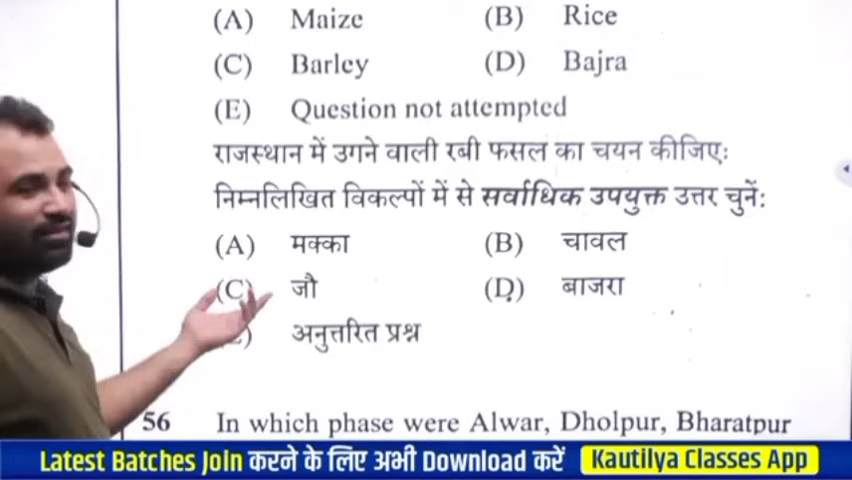 (A) Maize (B) Rice
(C) Barley (D) Bajra
(E) Question not attempted
राजस्थान में उगने वाली रबी फसल का चयन कीजिए:
निम्नलिखित विकल्पों में से सर्वाधिक उपयुक्त उत्तर चुनें:
(A) मक्का (B) चावल
(C) जौ (D) बाजरा
अनुत्तरित प्रश्न
56 In which phase were Alwar, Dholpur, Bharatpur
Latest Batches Join करने के लिए अभी Download करें Kautilya Classes App